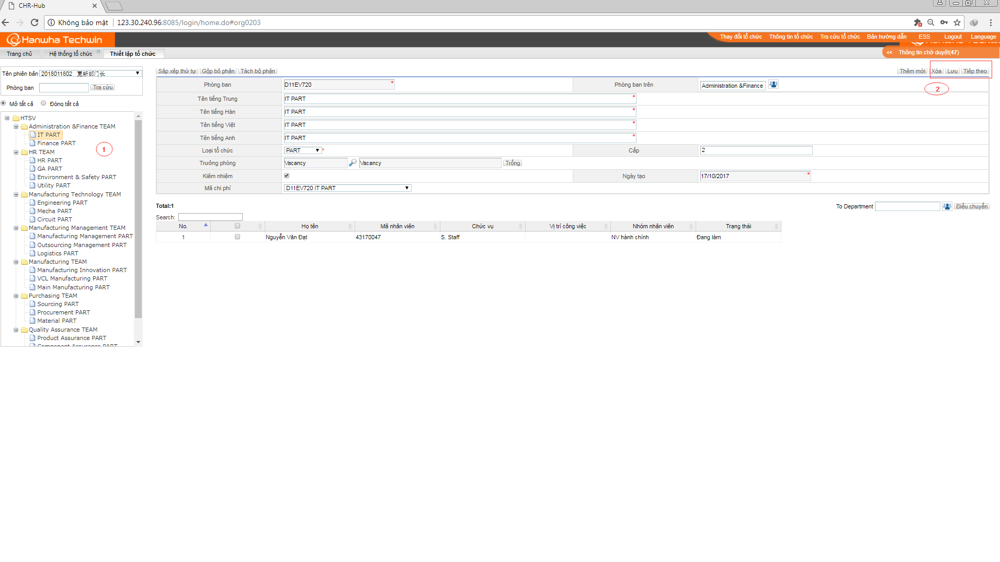 CHR-Hub
Không bảo mật 123.30.240.96:8085/login/home.do#org0203
Hanwha Techwin
Thay đổi tổ chức Thông tin tổ chức Tra cứu tổ chức Bản hướng dẫn ESS Logout Language
Trang chủ Hệ thống tổ chức Thiết lập tổ chức
<< Thông tin chờ duyệt(47)
Tên phiên bản 2018011802 更新部门长
Phòng ban Tra cứu
Mở tất cả Đóng tất cả
HTSV
Administration &Finance TEAM
IT PART
Finance PART
HR TEAM
HR PART
GA PART
Environment & Safety PART
Utility PART
Manufacturing Technology TEAM
Engineering PART
Mecha PART
Circuit PART
Manufacturing Management TEAM
Manufacturing Management PART
Outsourcing Management PART
Logistics PART
Manufacturing TEAM
Manufacturing Innovation PART
VCL Manufacturing PART
Main Manufacturing PART
Purchasing TEAM
Sourcing PART
Procurement PART
Material PART
Quality Assurance TEAM
Product Assurance PART
Component Assurance PART
1
Sắp xếp thứ tự Gộp bộ phận Tách bộ phận Thêm mới Xóa Lưu Tiếp theo
2
Phòng ban D11EV720 * Phòng ban trên Administration &Finance
Tên tiếng Trung IT PART *
Tên tiếng Hàn IT PART *
Tên tiếng Việt IT PART *
Tên tiếng Anh IT PART *
Loại tổ chức PART * Cấp 2
Trưởng phòng Vacancy Vacancy Trống
Kiêm nhiệm Ngày tạo 17/10/2017 *
Mã chi phí D11EV720 IT PART
Total:1 To Department Điều chuyển
Search:
No. Họ tên Mã nhân viên Chức vụ Vị trí công việc Nhóm nhân viên Trạng thái
1 Nguyễn Văn Đạt 43170047 S. Staff NV hành chính Đang làm